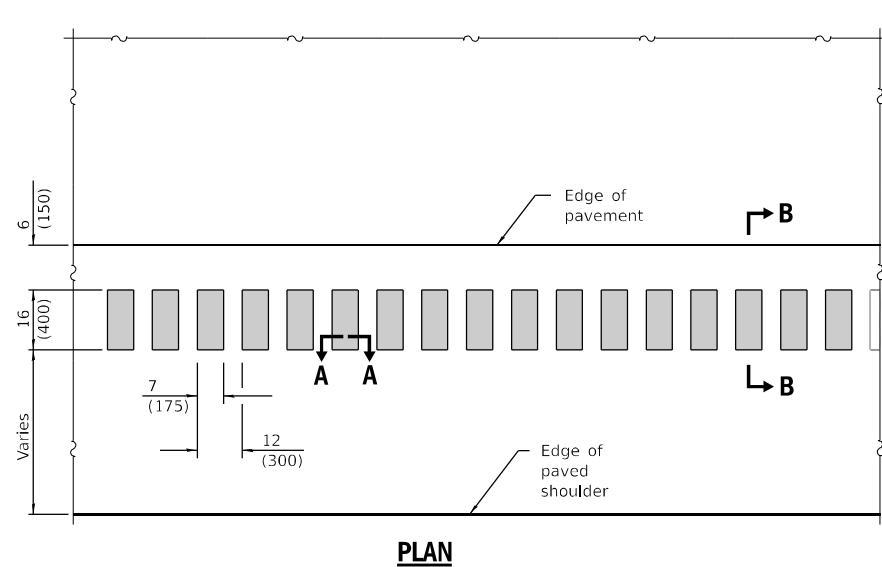 6
(150)
Edge of
pavement
B
16
(400)
A A
B
7
(175)
12
(300)
Varies
Edge of
paved
shoulder
PLAN